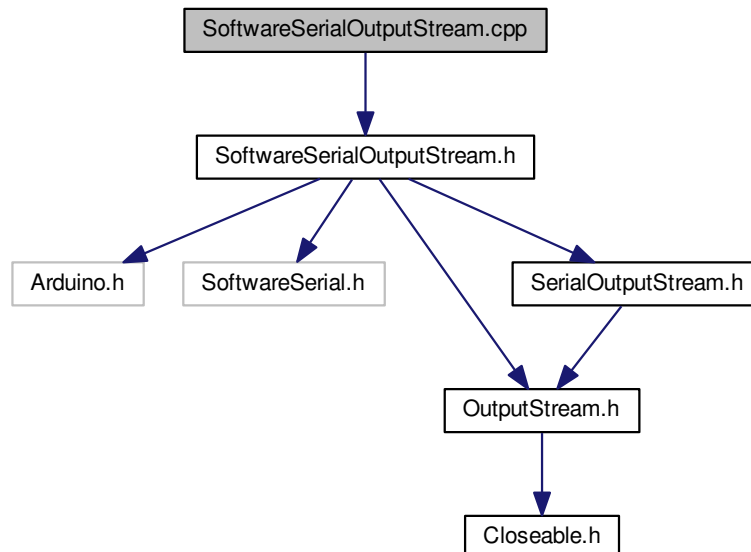 SoftwareSerialOutputStream.cpp
SoftwareSerialOutputStream.h
Arduino.h
SoftwareSerial.h
SerialOutputStream.h
OutputStream.h
Closeable.h